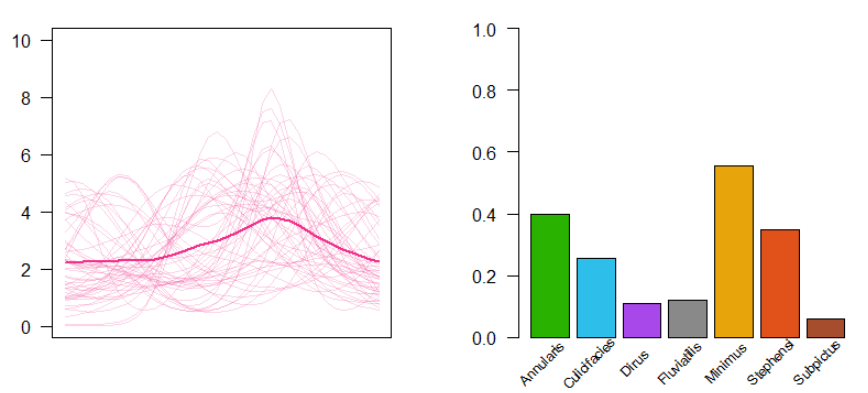 10
8
6
4
2
0
1.0
0.8
0.6
0.4
0.2
0.0
Annularis
Culicifacies
Dirus
Fluviatilis
Minimus
Stephensi
Subpictus